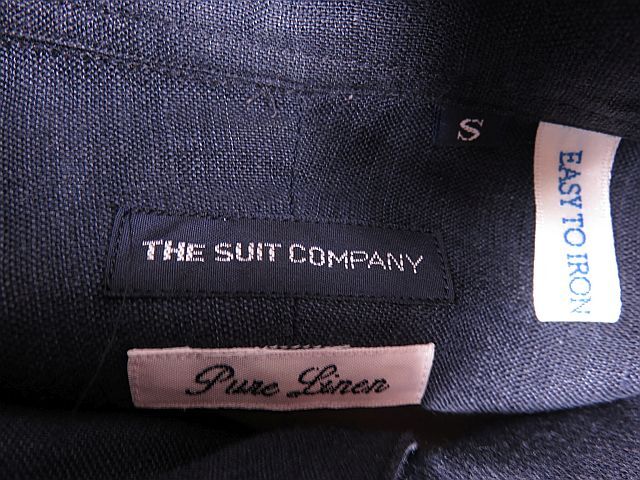 S
EASY TO IRON
THE SUIT COMPANY
Pure Linen